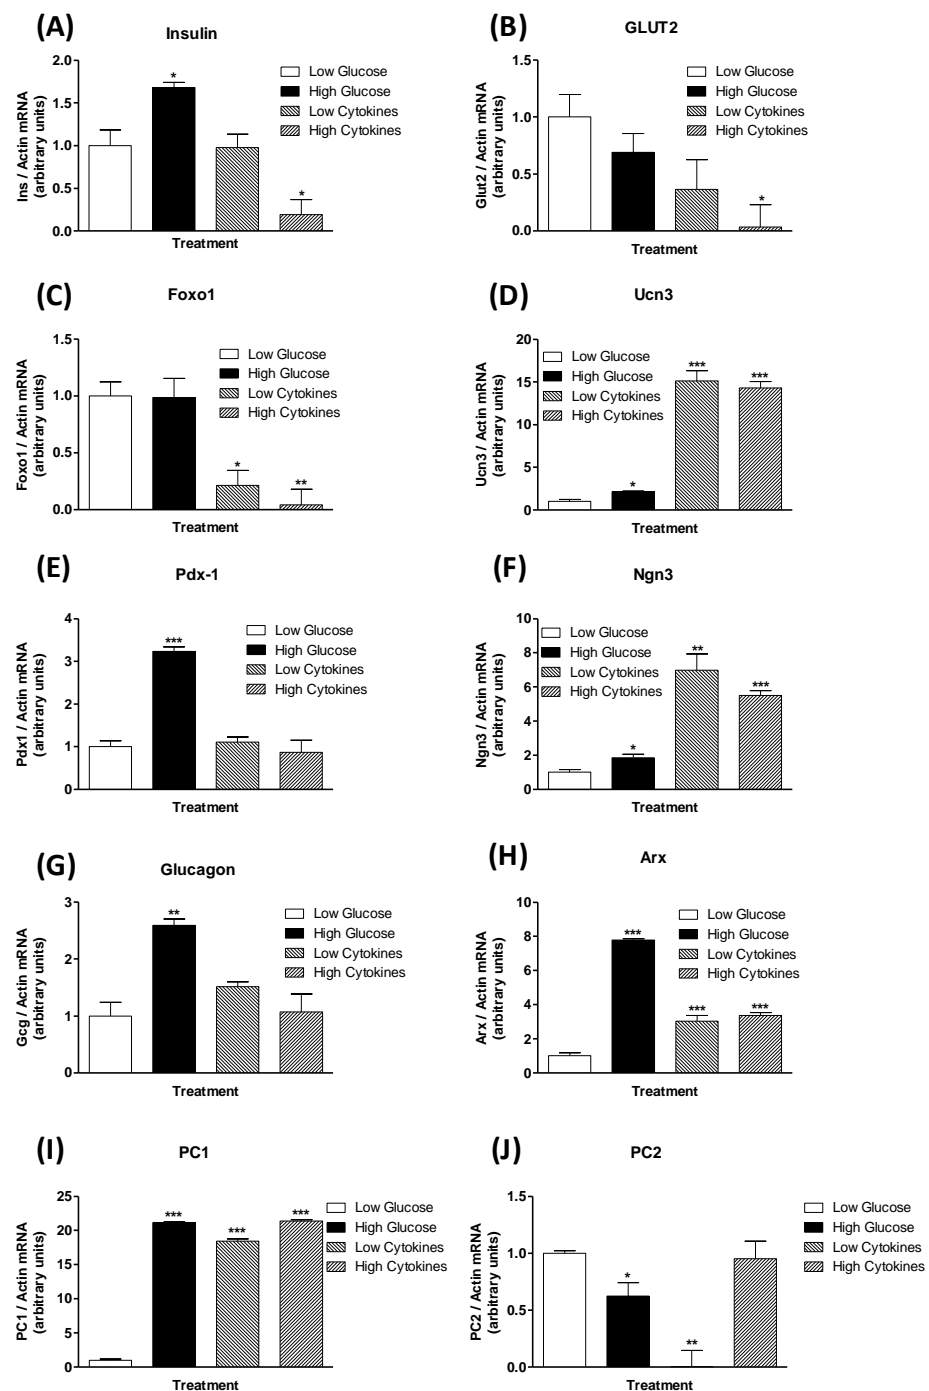 (A)
Insulin
Ins / Actin mRNA
(arbitrary units)
2.0
1.5
1.0
0.5
0.0
*
*
Low Glucose
High Glucose
Low Cytokines
High Cytokines
Treatment
(B)
GLUT2
Glut2 / Actin mRNA
(arbitrary units)
1.5
1.0
0.5
0.0
*
Low Glucose
High Glucose
Low Cytokines
High Cytokines
Treatment
(C)
Foxo1
Foxo1 / Actin mRNA
(arbitrary units)
1.5
1.0
0.5
0.0
*
**
Low Glucose
High Glucose
Low Cytokines
High Cytokines
Treatment
(D)
Ucn3
Ucn3 / Actin mRNA
(arbitrary units)
20
15
10
5
0
*
***
***
Low Glucose
High Glucose
Low Cytokines
High Cytokines
Treatment
(E)
Pdx-1
Pdx1 / Actin mRNA
(arbitrary units)
4
3
2
1
0
***
Low Glucose
High Glucose
Low Cytokines
High Cytokines
Treatment
(F)
Ngn3
Ngn3 / Actin mRNA
(arbitrary units)
10
8
6
4
2
0
*
**
***
Low Glucose
High Glucose
Low Cytokines
High Cytokines
Treatment
(G)
Glucagon
Gcg / Actin mRNA
(arbitrary units)
3
2
1
0
**
Low Glucose
High Glucose
Low Cytokines
High Cytokines
Treatment
(H)
Arx
Arx / Actin mRNA
(arbitrary units)
10
8
6
4
2
0
***
***
***
Low Glucose
High Glucose
Low Cytokines
High Cytokines
Treatment
(I)
PC1
PC1 / Actin mRNA
(arbitrary units)
25
20
15
10
5
0
***
***
***
Low Glucose
High Glucose
Low Cytokines
High Cytokines
Treatment
(J)
PC2
PC2 / Actin mRNA
(arbitrary units)
1.5
1.0
0.5
0.0
*
**
Low Glucose
High Glucose
Low Cytokines
High Cytokines
Treatment